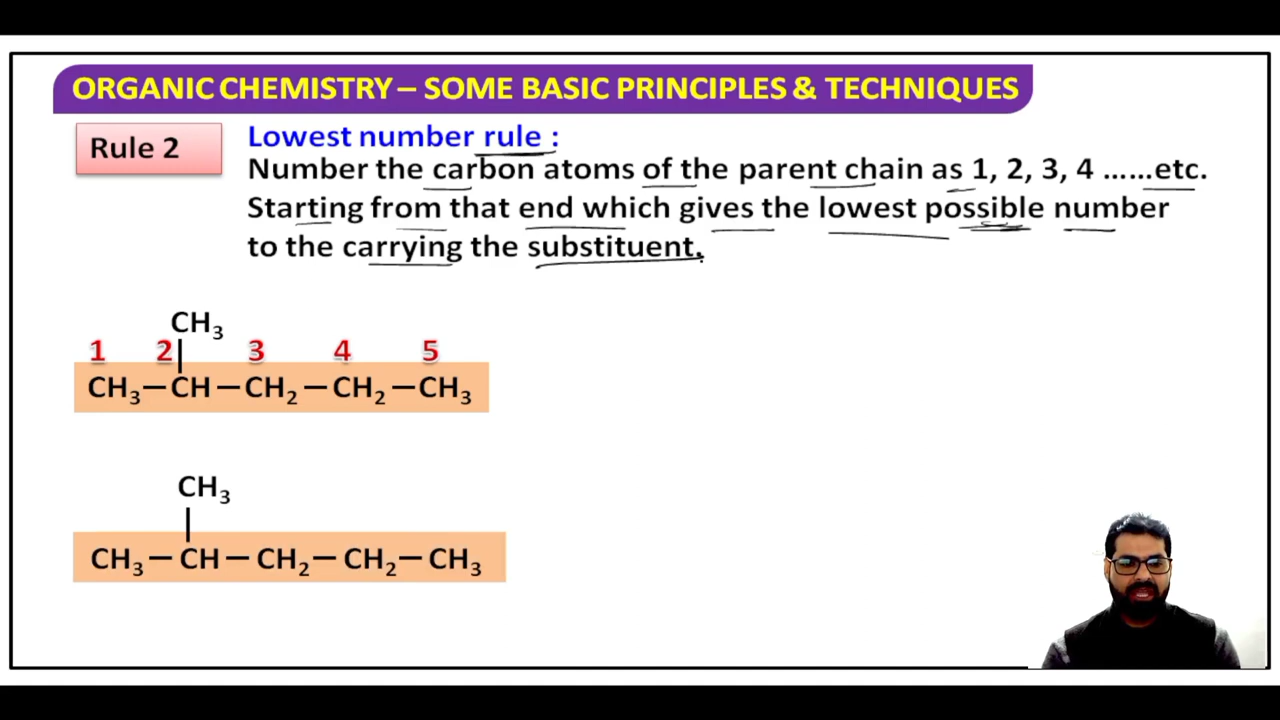 ORGANIC CHEMISTRY – SOME BASIC PRINCIPLES & TECHNIQUES
Rule 2
Lowest number rule :
Number the carbon atoms of the parent chain as 1, 2, 3, 4 ......etc.
Starting from that end which gives the lowest possible number
to the carrying the substituent.
CH₃
1 2 3 4 5
CH₃ – CH – CH₂ – CH₂ – CH₃
CH₃
CH₃ – CH – CH₂ – CH₂ – CH₃